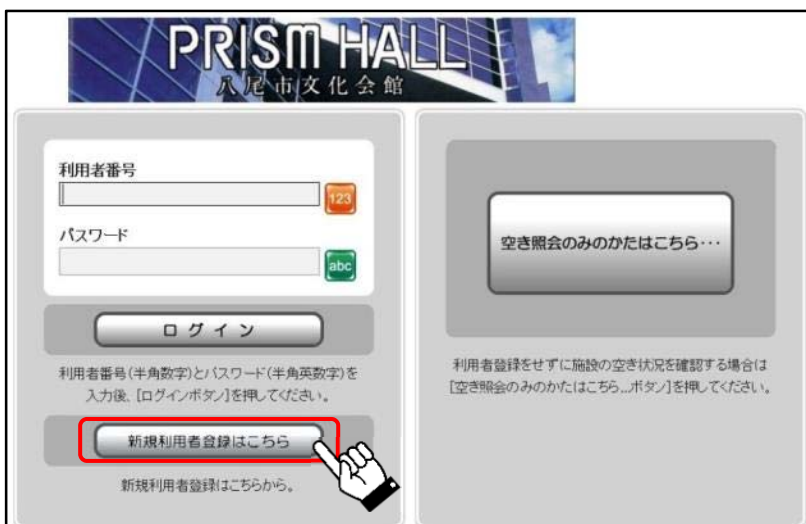 PRISM HALL
八尾市文化会館
利用者番号
123
パスワード
abc
ログイン
利用者番号(半角数字)とパスワード(半角英数字)を
入力後、[ログインボタン]を押してください。
新規利用者登録はこちら
新規利用者登録はこちらから。
空き照会のみのかたはこちら・・・
利用者登録をせずに施設の空き状況を確認する場合は
[空き照会のみのかたはこちら...ボタン]を押してください。